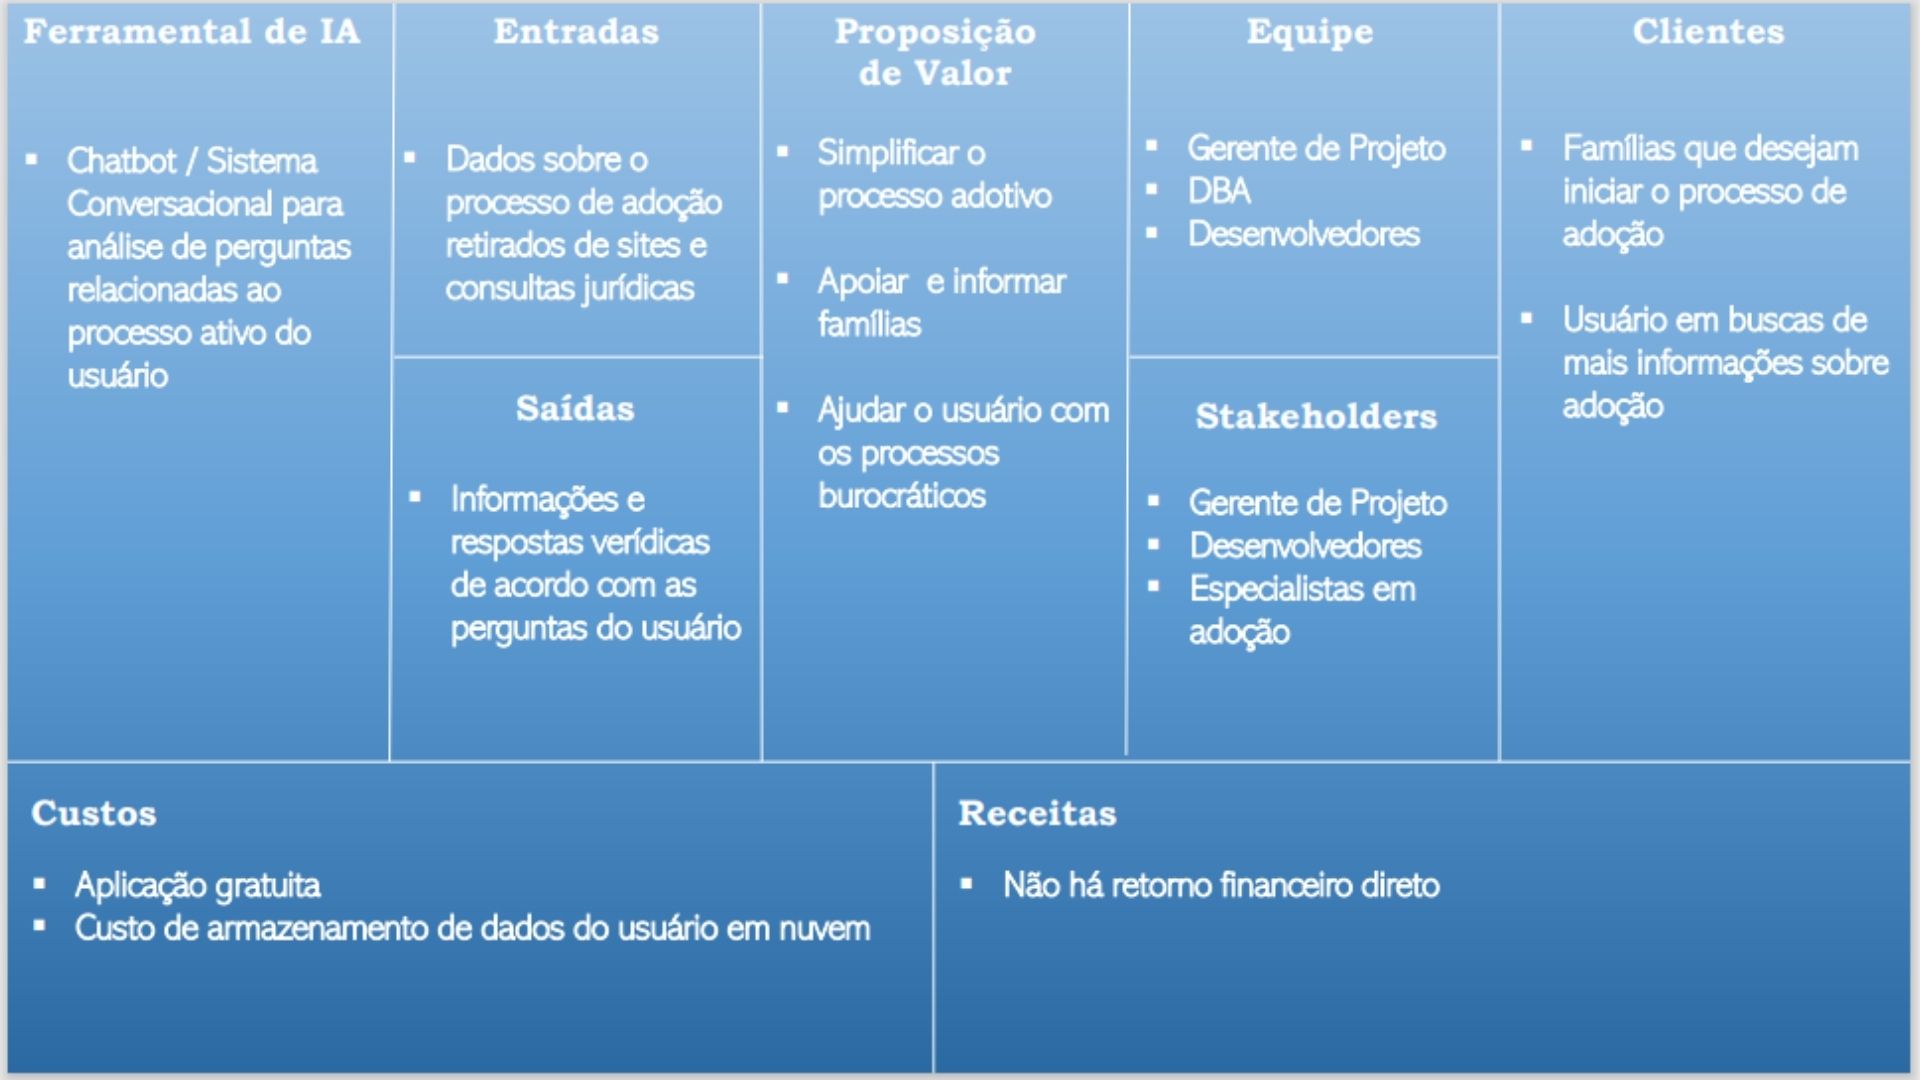 Ferramental de IA
Chatbot / Sistema
Conversacional para
análise de perguntas
relacionadas ao
processo ativo do
usuário
Entradas
Dados sobre o
processo de adoção
retirados de sites e
consultas jurídicas
Saídas
Informações e
respostas verídicas
de acordo com as
perguntas do usuário
Proposição
de Valor
Simplificar o
processo adotivo
Apoiar  e informar
famílias
Ajudar o usuário com
os processos
burocráticos
Equipe
Gerente de Projeto
DBA
Desenvolvedores
Stakeholders
Gerente de Projeto
Desenvolvedores
Especialistas em
adoção
Clientes
Famílias que desejam
iniciar o processo de
adoção
Usuário em buscas de
mais informações sobre
adoção
Custos
Aplicação gratuita
Custo de armazenamento de dados do usuário em nuvem
Receitas
Não há retorno financeiro direto